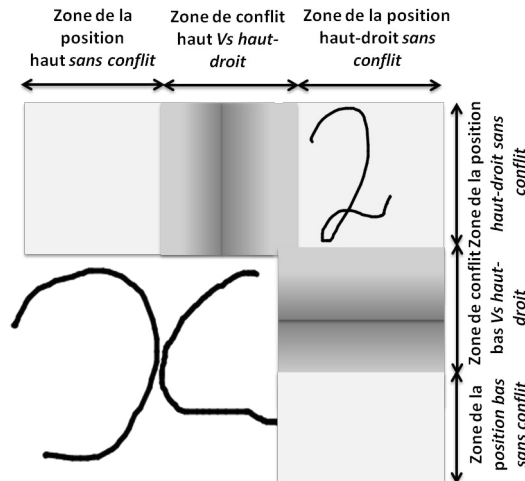 Zone de la
position
haut sans conflit
Zone de conflit
haut Vs haut-
droit
Zone de la position
haut-droit sans
conflit
Zone de la position
haut-droit sans
conflit
Zone de conflit
bas Vs haut-
droit
Zone de la
position bas
sans conflit
x
2